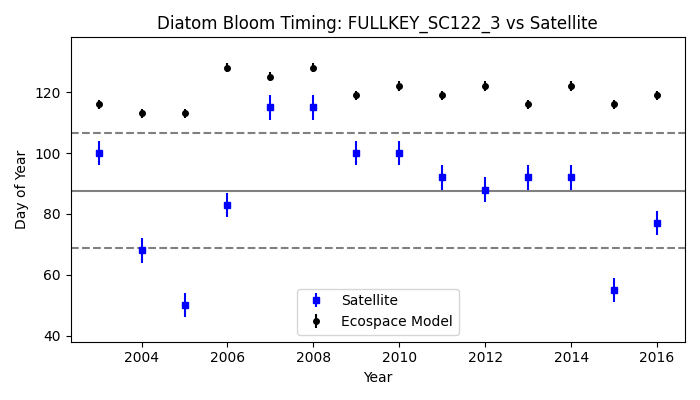 Diatom Bloom Timing: FULLKEY_SC122_3 vs Satellite
Day of Year
120
100
80
60
40
Satellite
Ecospace Model
2004 2006 2008 2010 2012 2014 2016
Year